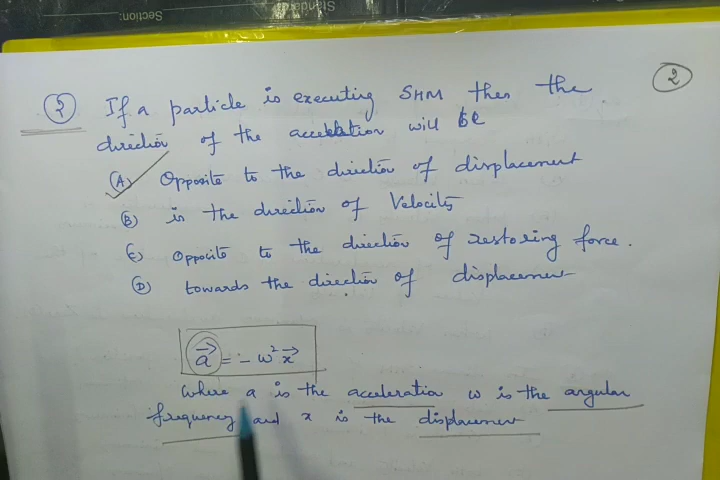 Section:
Standards
2
2 If a particle is executing SHM then the
direction of the acceleration will be
(A) Opposite to the direction of displacement
(B) in the direction of Velocity
(C) Opposite to the direction of restoring force.
(D) towards the direction of displacement
a = - ω² x
Where a is the acceleration ω is the angular
frequency and x is the displacement